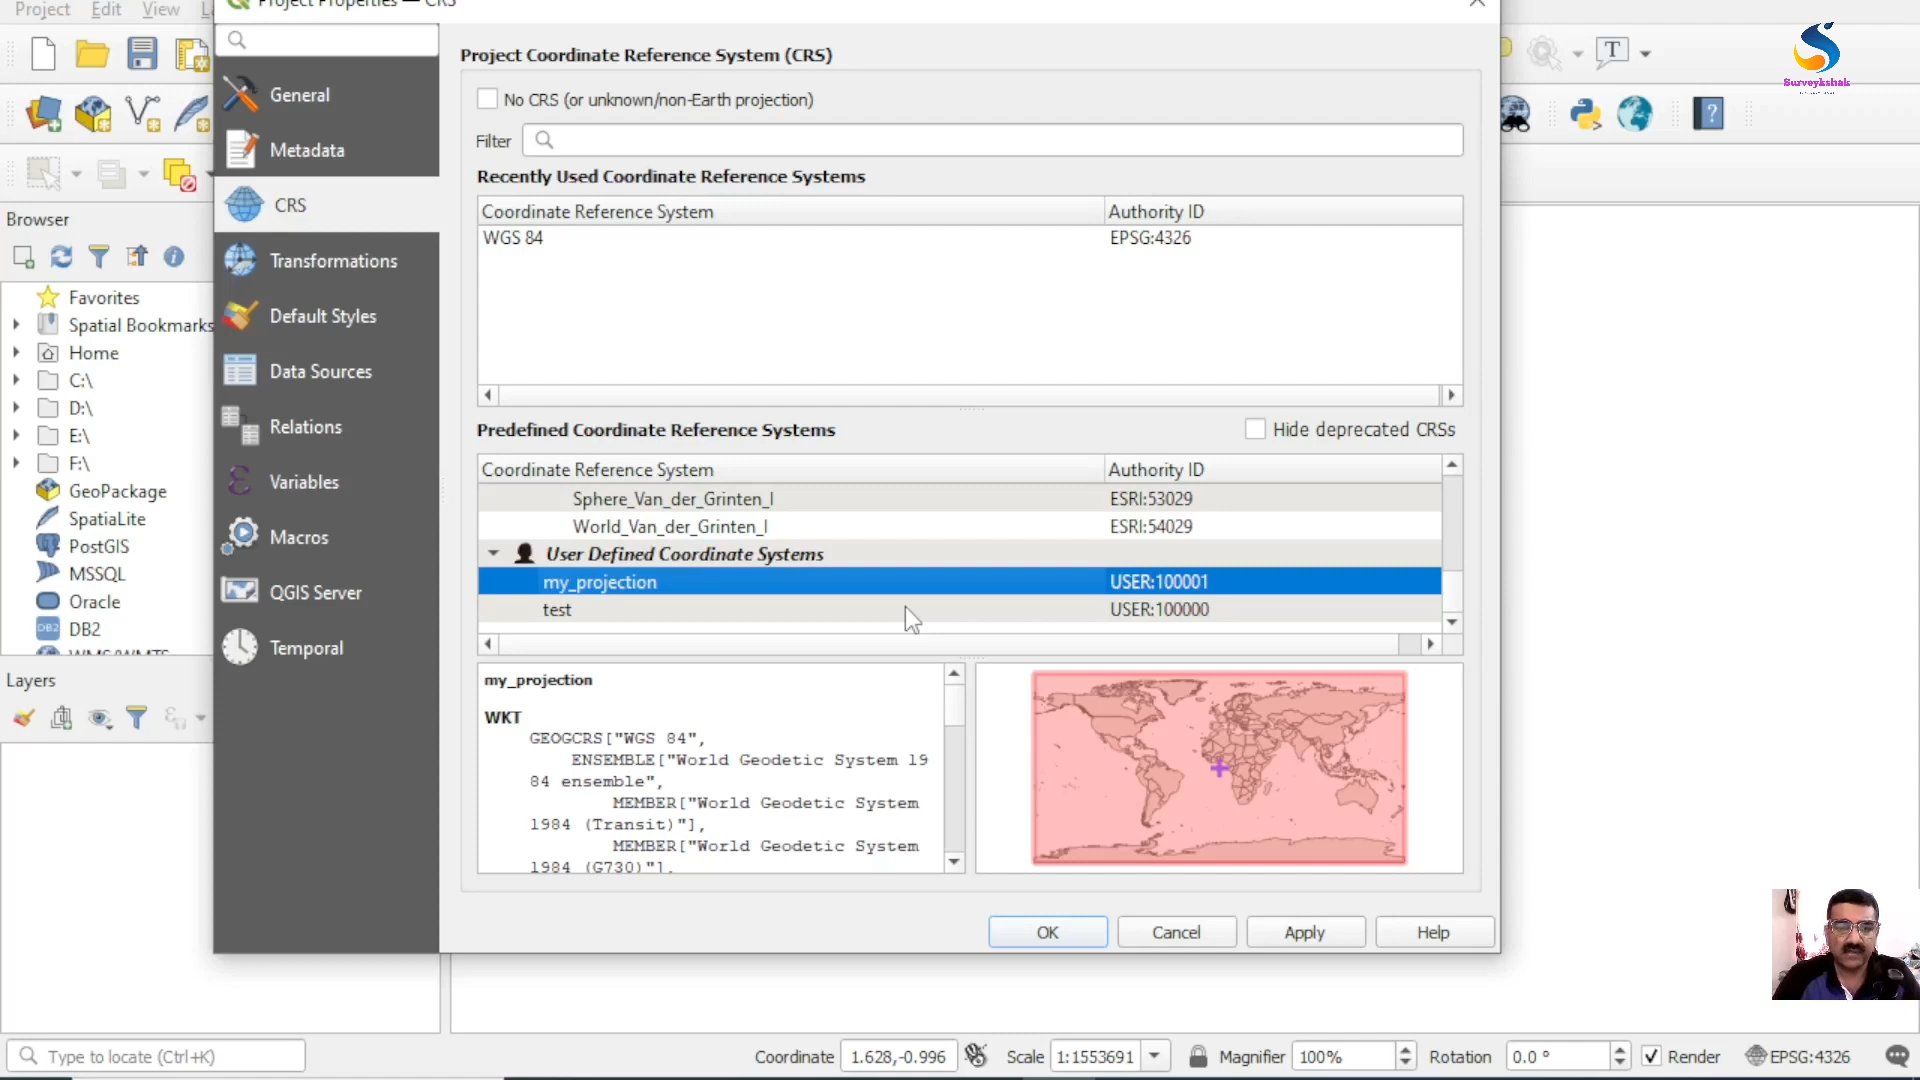 Project Properties — CRS
Project Edit View
Project Coordinate Reference System (CRS)
No CRS (or unknown/non-Earth projection)
Filter
Recently Used Coordinate Reference Systems
Coordinate Reference System Authority ID
WGS 84 EPSG:4326
Predefined Coordinate Reference Systems Hide deprecated CRSs
Coordinate Reference System Authority ID
Sphere_Van_der_Grinten_I ESRI:53029
World_Van_der_Grinten_I ESRI:54029
User Defined Coordinate Systems
my_projection USER:100001
test USER:100000
my_projection
WKT
GEOGCRS["WGS 84",
ENSEMBLE["World Geodetic System 19
84 ensemble",
MEMBER["World Geodetic System
1984 (Transit)"],
MEMBER["World Geodetic System
1984 (G730)"],
OK Cancel Apply Help
General
Metadata
CRS
Transformations
Default Styles
Data Sources
Relations
Variables
Macros
QGIS Server
Temporal
Browser
Favorites
Spatial Bookmarks
Home
C:\
D:\
E:\
F:\
GeoPackage
SpatiaLite
PostGIS
MSSQL
Oracle
DB2
WMS/WMTS
Layers
Surveykshak
T
Type to locate (Ctrl+K)
Coordinate 1.628,-0.996 Scale 1:1553691 Magnifier 100% Rotation 0.0 ° Render EPSG:4326